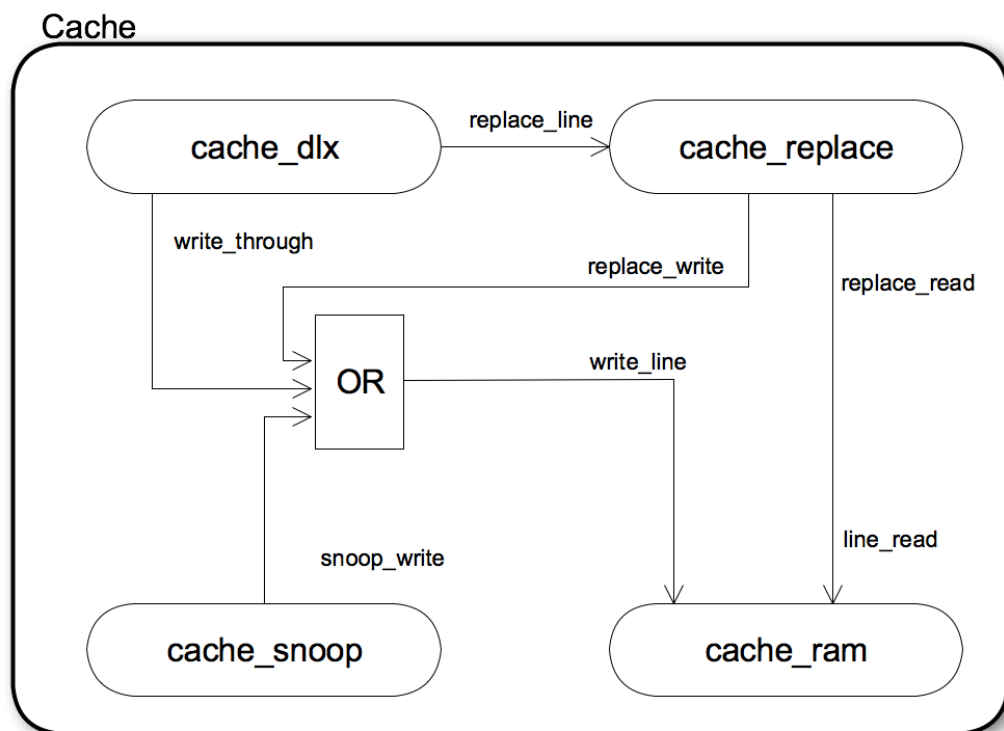 Cache
replace_line
cache_dlx
cache_replace
write_through
replace_write
replace_read
write_line
OR
line_read
snoop_write
cache_snoop
cache_ram